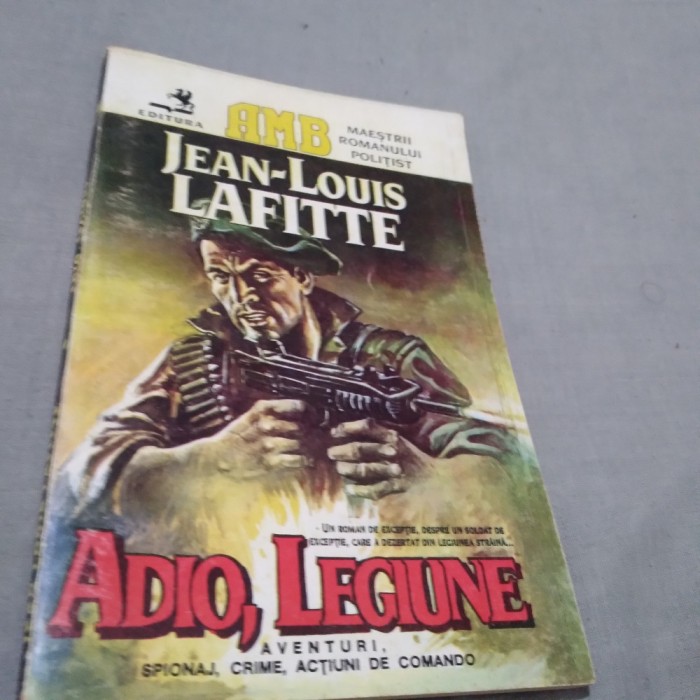 EDITURA
AMB
MAEȘTRII
ROMANULUI
POLIȚIST
JEAN-LOUIS
LAFITTE
- UN ROMAN DE EXCEPȚIE, DESPRE UN SOLDAT DE
EXCEPȚIE, CARE A DEZERTAT DIN LEGIUNEA STRĂINĂ...
ADIO, LEGIUNE
AVENTURI,
SPIONAJ, CRIME, ACȚIUNI DE COMANDO